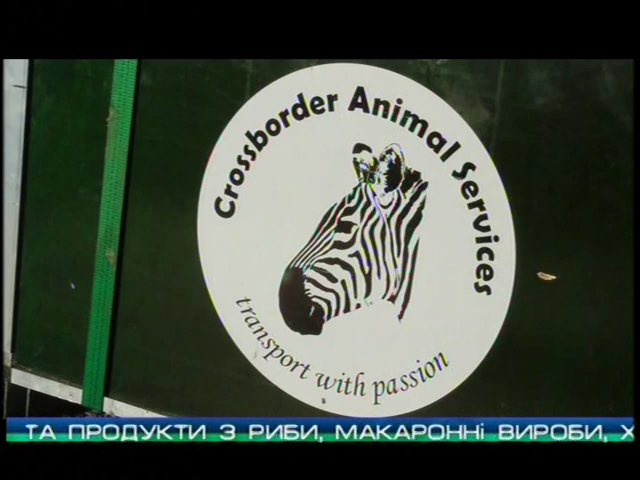 Crossborder Animal Services
transport with passion
ТА ПРОДУКТИ З РИБИ, МАКАРОННІ ВИРОБИ, Х